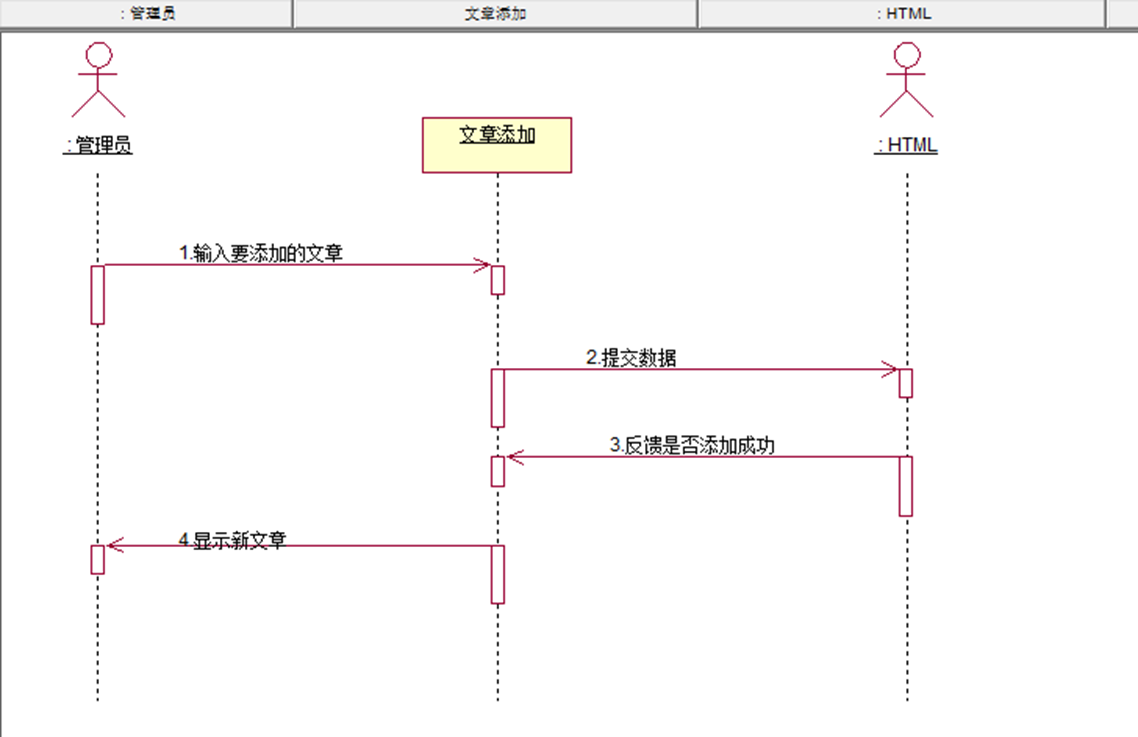 : 管理员
文章添加
: HTML
: 管理员
文章添加
: HTML
1.输入要添加的文章
2.提交数据
3.反馈是否添加成功
4.显示新文章